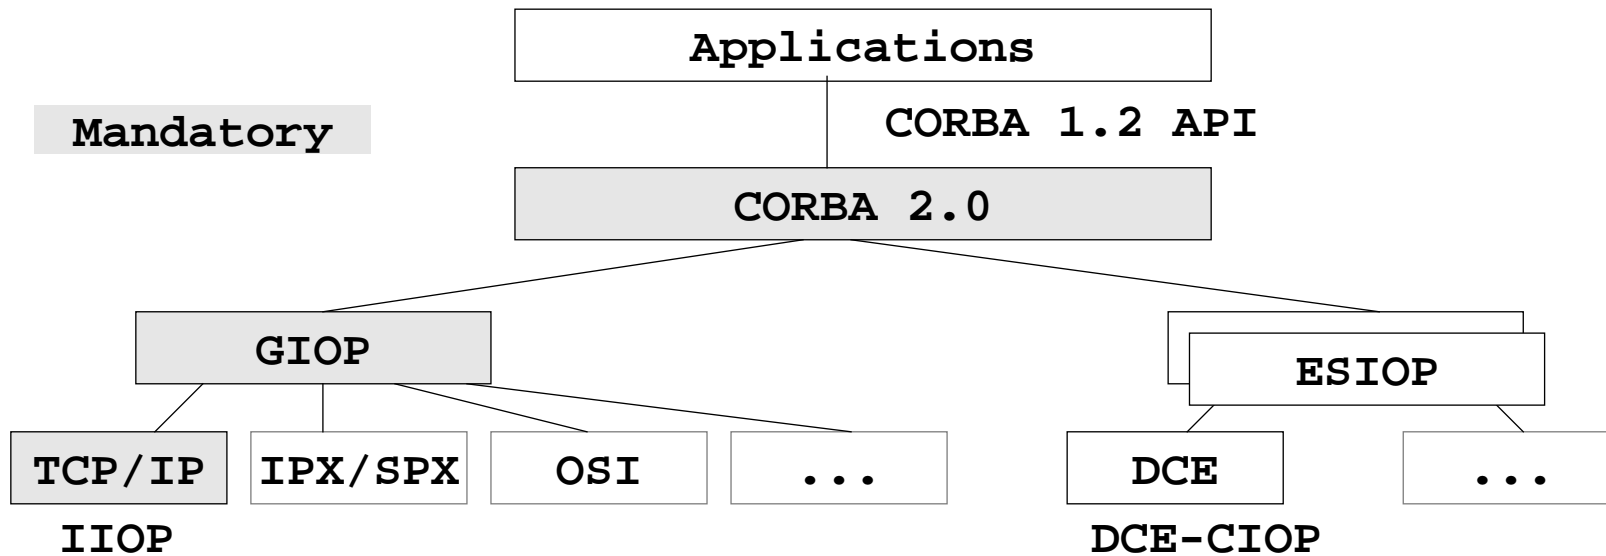 Applications
CORBA 1.2 API
Mandatory
CORBA 2.0
GIOP
ESIOP
TCP/IP
IPX/SPX
OSI
...
DCE
...
IIOP
DCE-CIOP